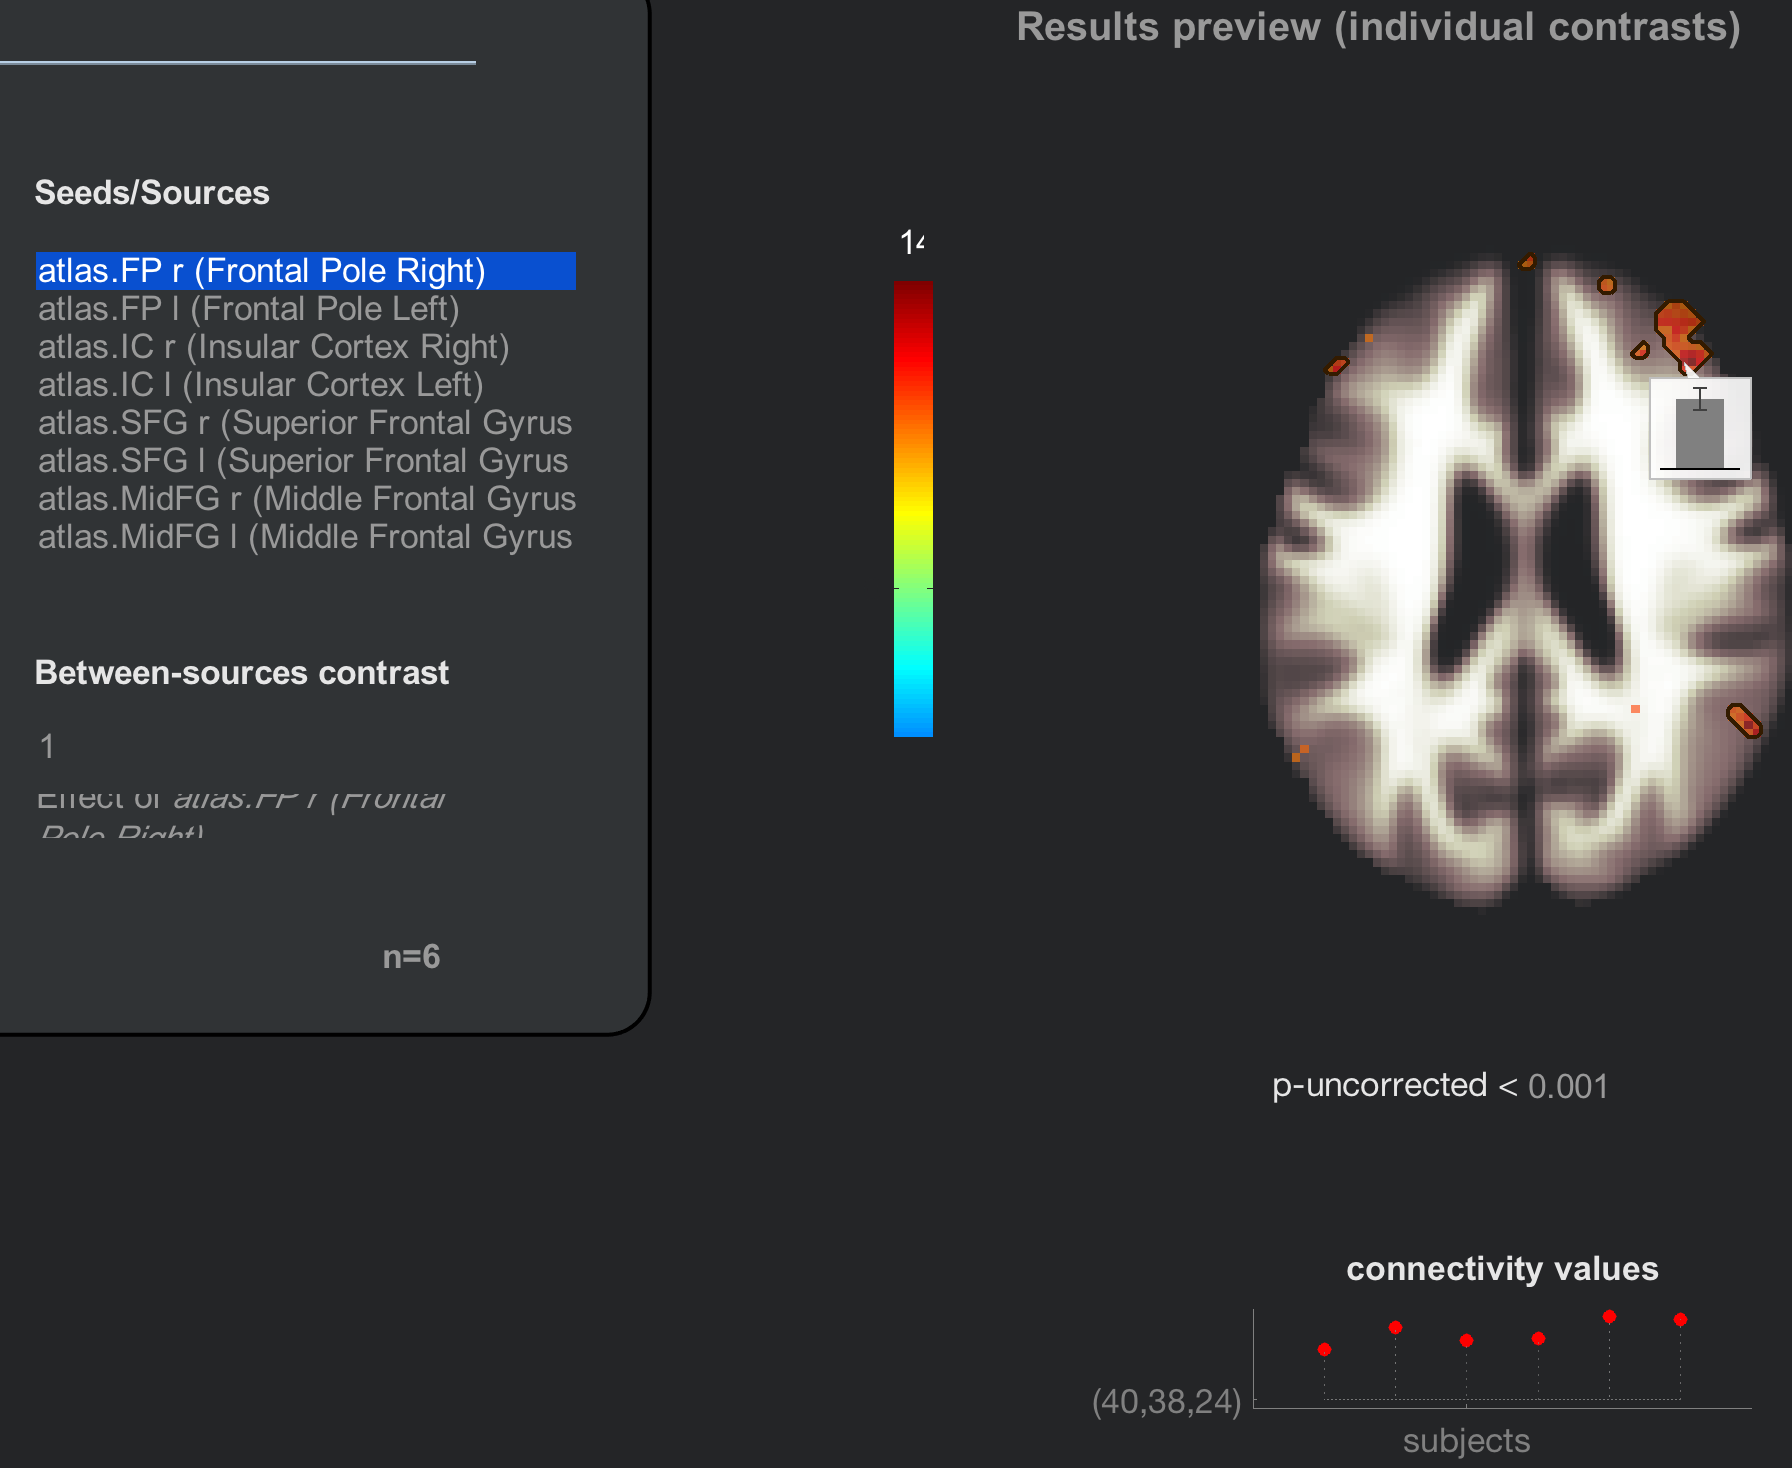 Results preview (individual contrasts)
Seeds/Sources
atlas.FP r (Frontal Pole Right)
atlas.FP l (Frontal Pole Left)
atlas.IC r (Insular Cortex Right)
atlas.IC l (Insular Cortex Left)
atlas.SFG r (Superior Frontal Gyrus
atlas.SFG l (Superior Frontal Gyrus
atlas.MidFG r (Middle Frontal Gyrus
atlas.MidFG l (Middle Frontal Gyrus
Between-sources contrast
1
Effect of atlas.FP r (Frontal
Pole Right)
n=6
14
p-uncorrected < 0.001
connectivity values
(40,38,24)
subjects